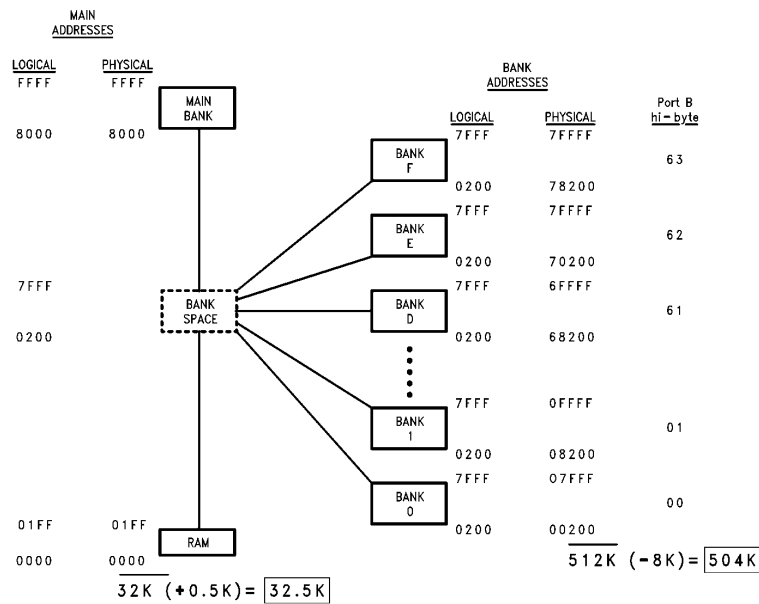 MAIN
ADDRESSES
LOGICAL PHYSICAL
FFFF FFFF
MAIN
BANK
8000 8000
BANK
ADDRESSES
LOGICAL PHYSICAL
Port B
hi-byte
7FFF 7FFFF
BANK
F
63
0200 78200
7FFF 7FFFF
BANK
E
62
0200 70200
7FFF 7FFF 6FFFF
BANK
SPACE
BANK
D
61
0200 0200 68200
7FFF 0FFFF
BANK
1
01
0200 08200
7FFF 07FFF
BANK
0
00
0200 00200
01FF 01FF
RAM
0000 0000
32K (+0.5K)= 32.5K
512K (-8K)= 504K